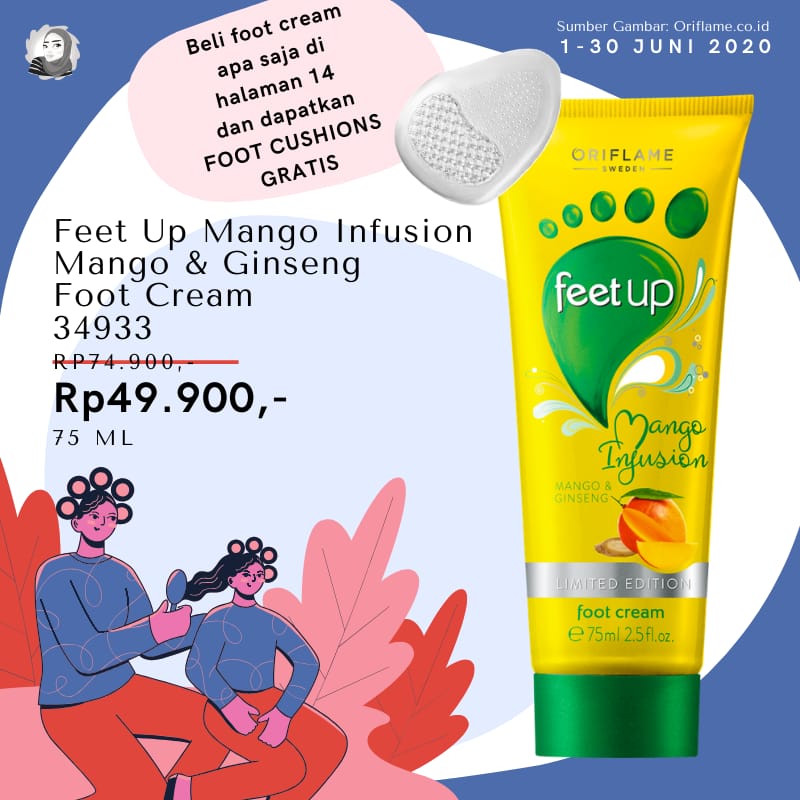 Sumber Gambar: Oriflame.co.id
1-30 JUNI 2020
Beli foot cream
apa saja di
halaman 14
dan dapatkan
FOOT CUSHIONS
GRATIS
Feet Up Mango Infusion
Mango & Ginseng
Foot Cream
34933
RP74.900,-
Rp49.900,-
75 ML
ORIFLAME
SWEDEN
feet up
Mango
Infusion
MANGO &
GINSENG
LIMITED EDITION
foot cream
℮ 75ml 2.5fl.oz.